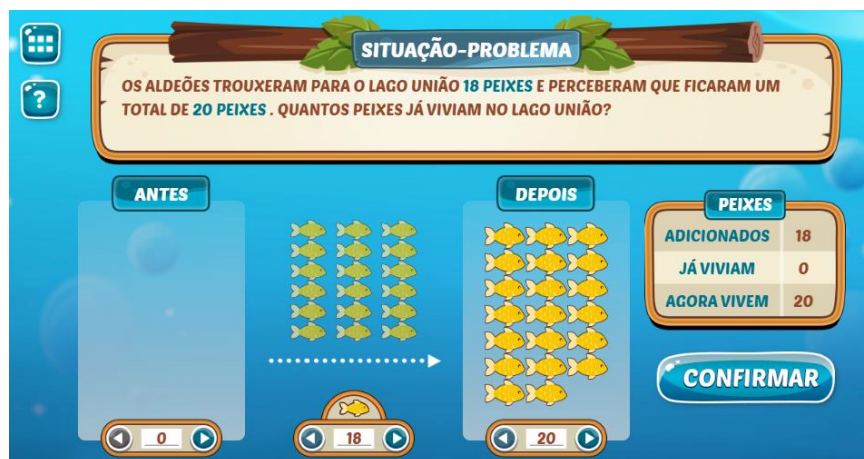 SITUAÇÃO-PROBLEMA
OS ALDEÕES TROUXERAM PARA O LAGO UNIÃO 18 PEIXES E PERCEBERAM QUE FICARAM UM
TOTAL DE 20 PEIXES . QUANTOS PEIXES JÁ VIVIAM NO LAGO UNIÃO?
?
ANTES
DEPOIS
PEIXES
ADICIONADOS 18
JÁ VIVIAM 0
AGORA VIVEM 20
CONFIRMAR
0
18
20